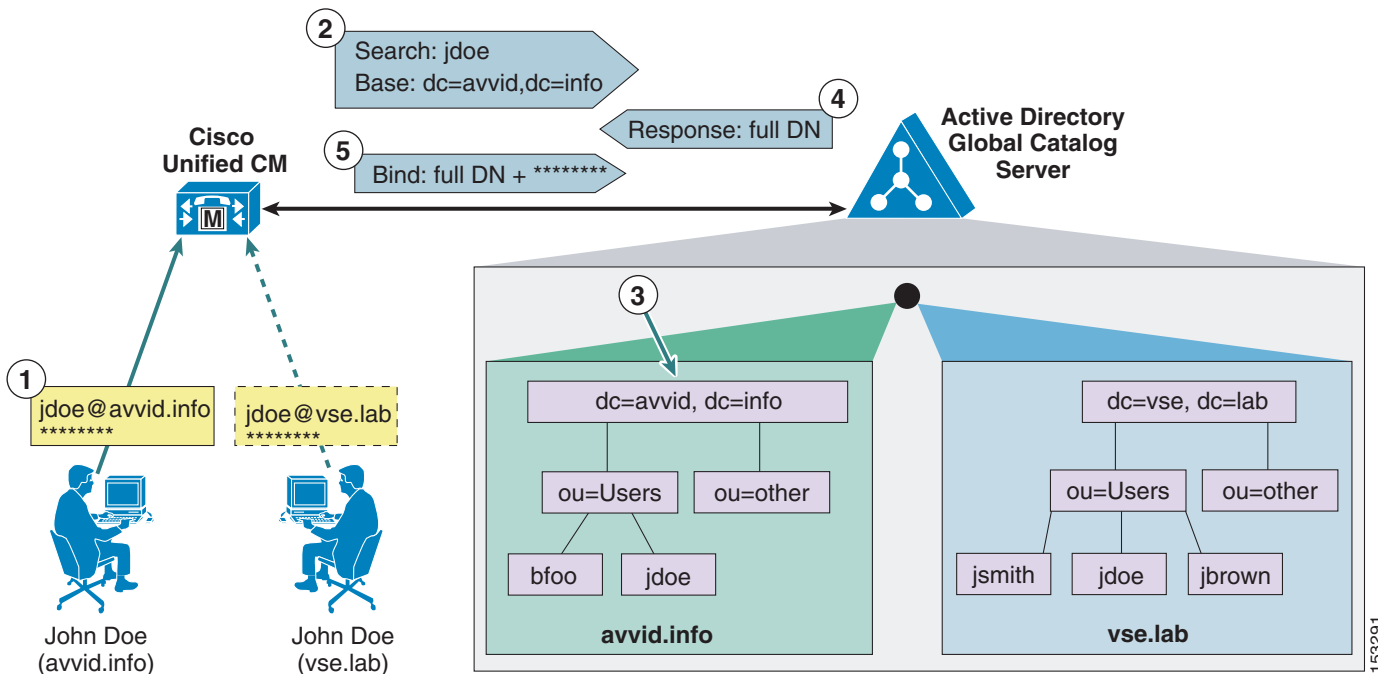 2
Search: jdoe
Base: dc=avvid,dc=info
4
Response: full DN
5
Bind: full DN + ********
Cisco
Unified CM
M
Active Directory
Global Catalog
Server
3
1
jdoe@avvid.info
********
jdoe@vse.lab
********
John Doe
(avvid.info)
John Doe
(vse.lab)
dc=avvid, dc=info
ou=Users
ou=other
bfoo
jdoe
avvid.info
dc=vse, dc=lab
ou=Users
ou=other
jsmith
jdoe
jbrown
vse.lab
153291